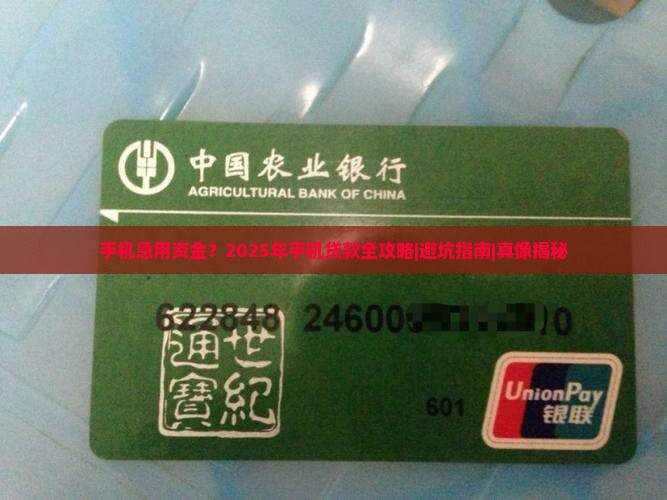 中国农业银行
AGRICULTURAL BANK OF CHINA
手机急用资金？2025年手机贷款全攻略|避坑指南|真像揭秘
622848 24600 0
世紀
通寶
601
UnionPay
银联